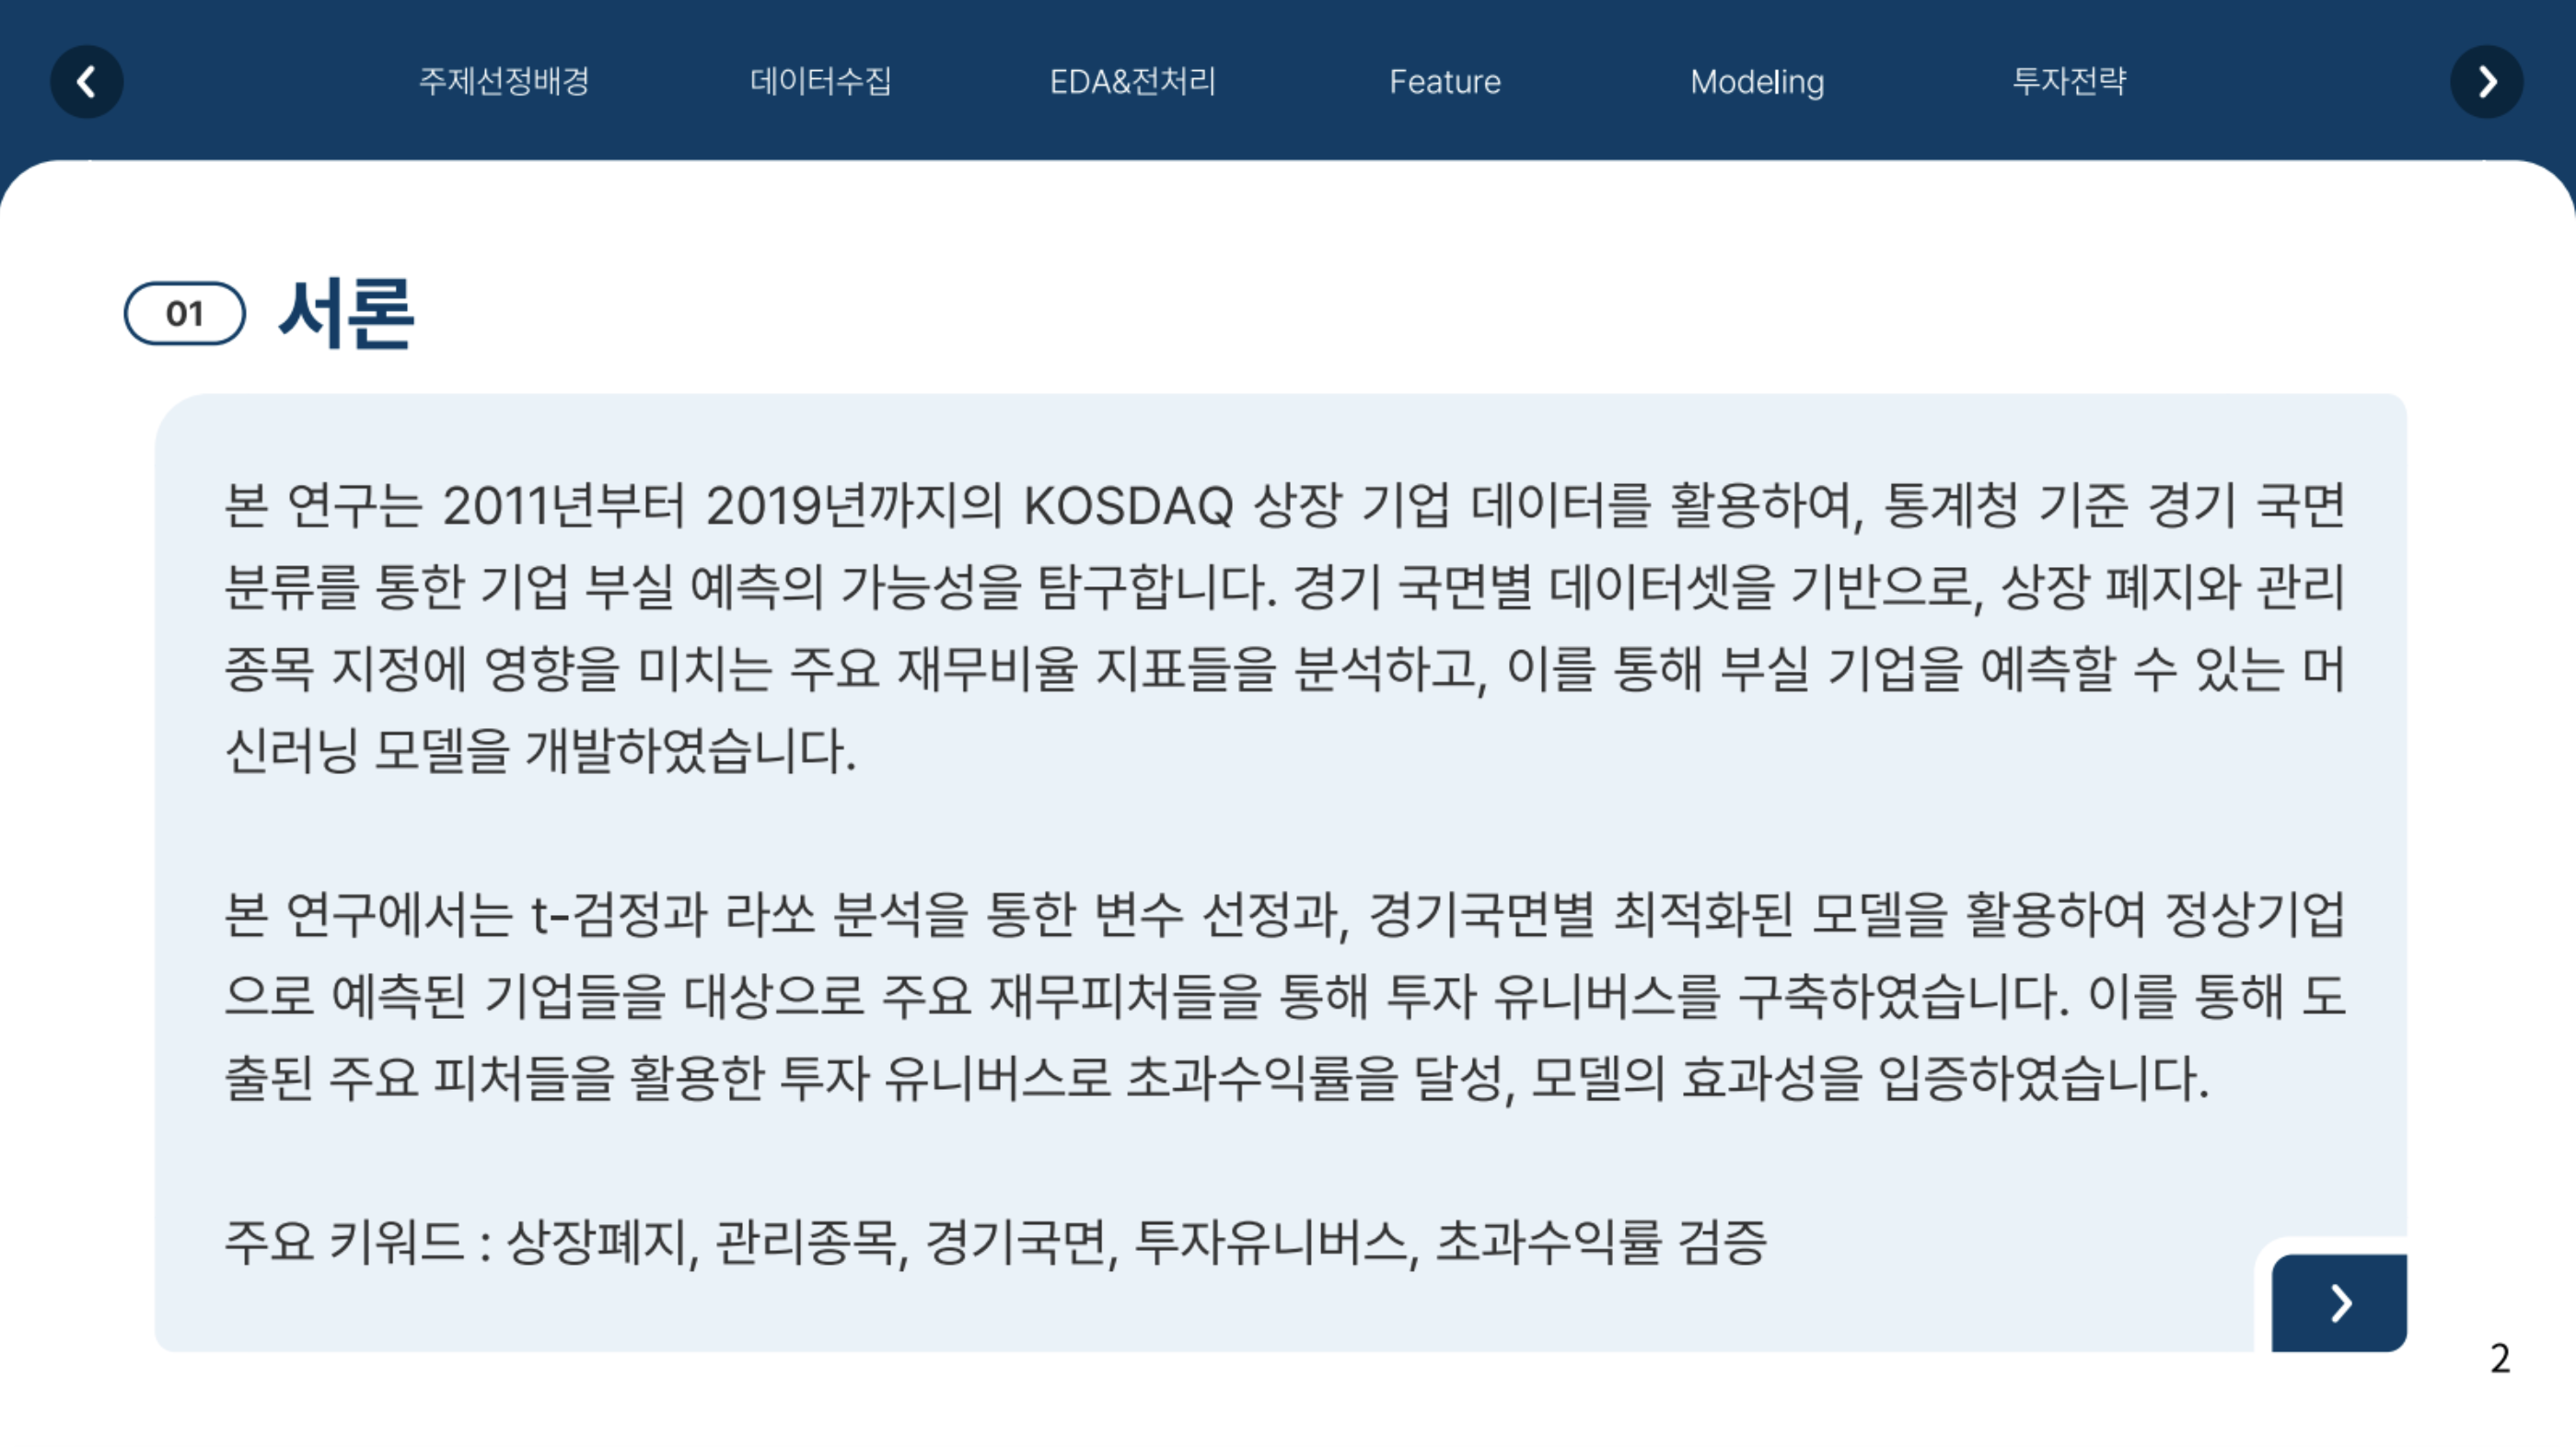 주제선정배경 데이터수집 EDA&전처리 Feature Modeling 투자전략
01 서론
본 연구는 2011년부터 2019년까지의 KOSDAQ 상장 기업 데이터를 활용하여, 통계청 기준 경기 국면
분류를 통한 기업 부실 예측의 가능성을 탐구합니다. 경기 국면별 데이터셋을 기반으로, 상장 폐지와 관리
종목 지정에 영향을 미치는 주요 재무비율 지표들을 분석하고, 이를 통해 부실 기업을 예측할 수 있는 머
신러닝 모델을 개발하였습니다.
본 연구에서는 t-검정과 라쏘 분석을 통한 변수 선정과, 경기국면별 최적화된 모델을 활용하여 정상기업
으로 예측된 기업들을 대상으로 주요 재무피처들을 통해 투자 유니버스를 구축하였습니다. 이를 통해 도
출된 주요 피처들을 활용한 투자 유니버스로 초과수익률을 달성, 모델의 효과성을 입증하였습니다.
주요 키워드 : 상장폐지, 관리종목, 경기국면, 투자유니버스, 초과수익률 검증
2